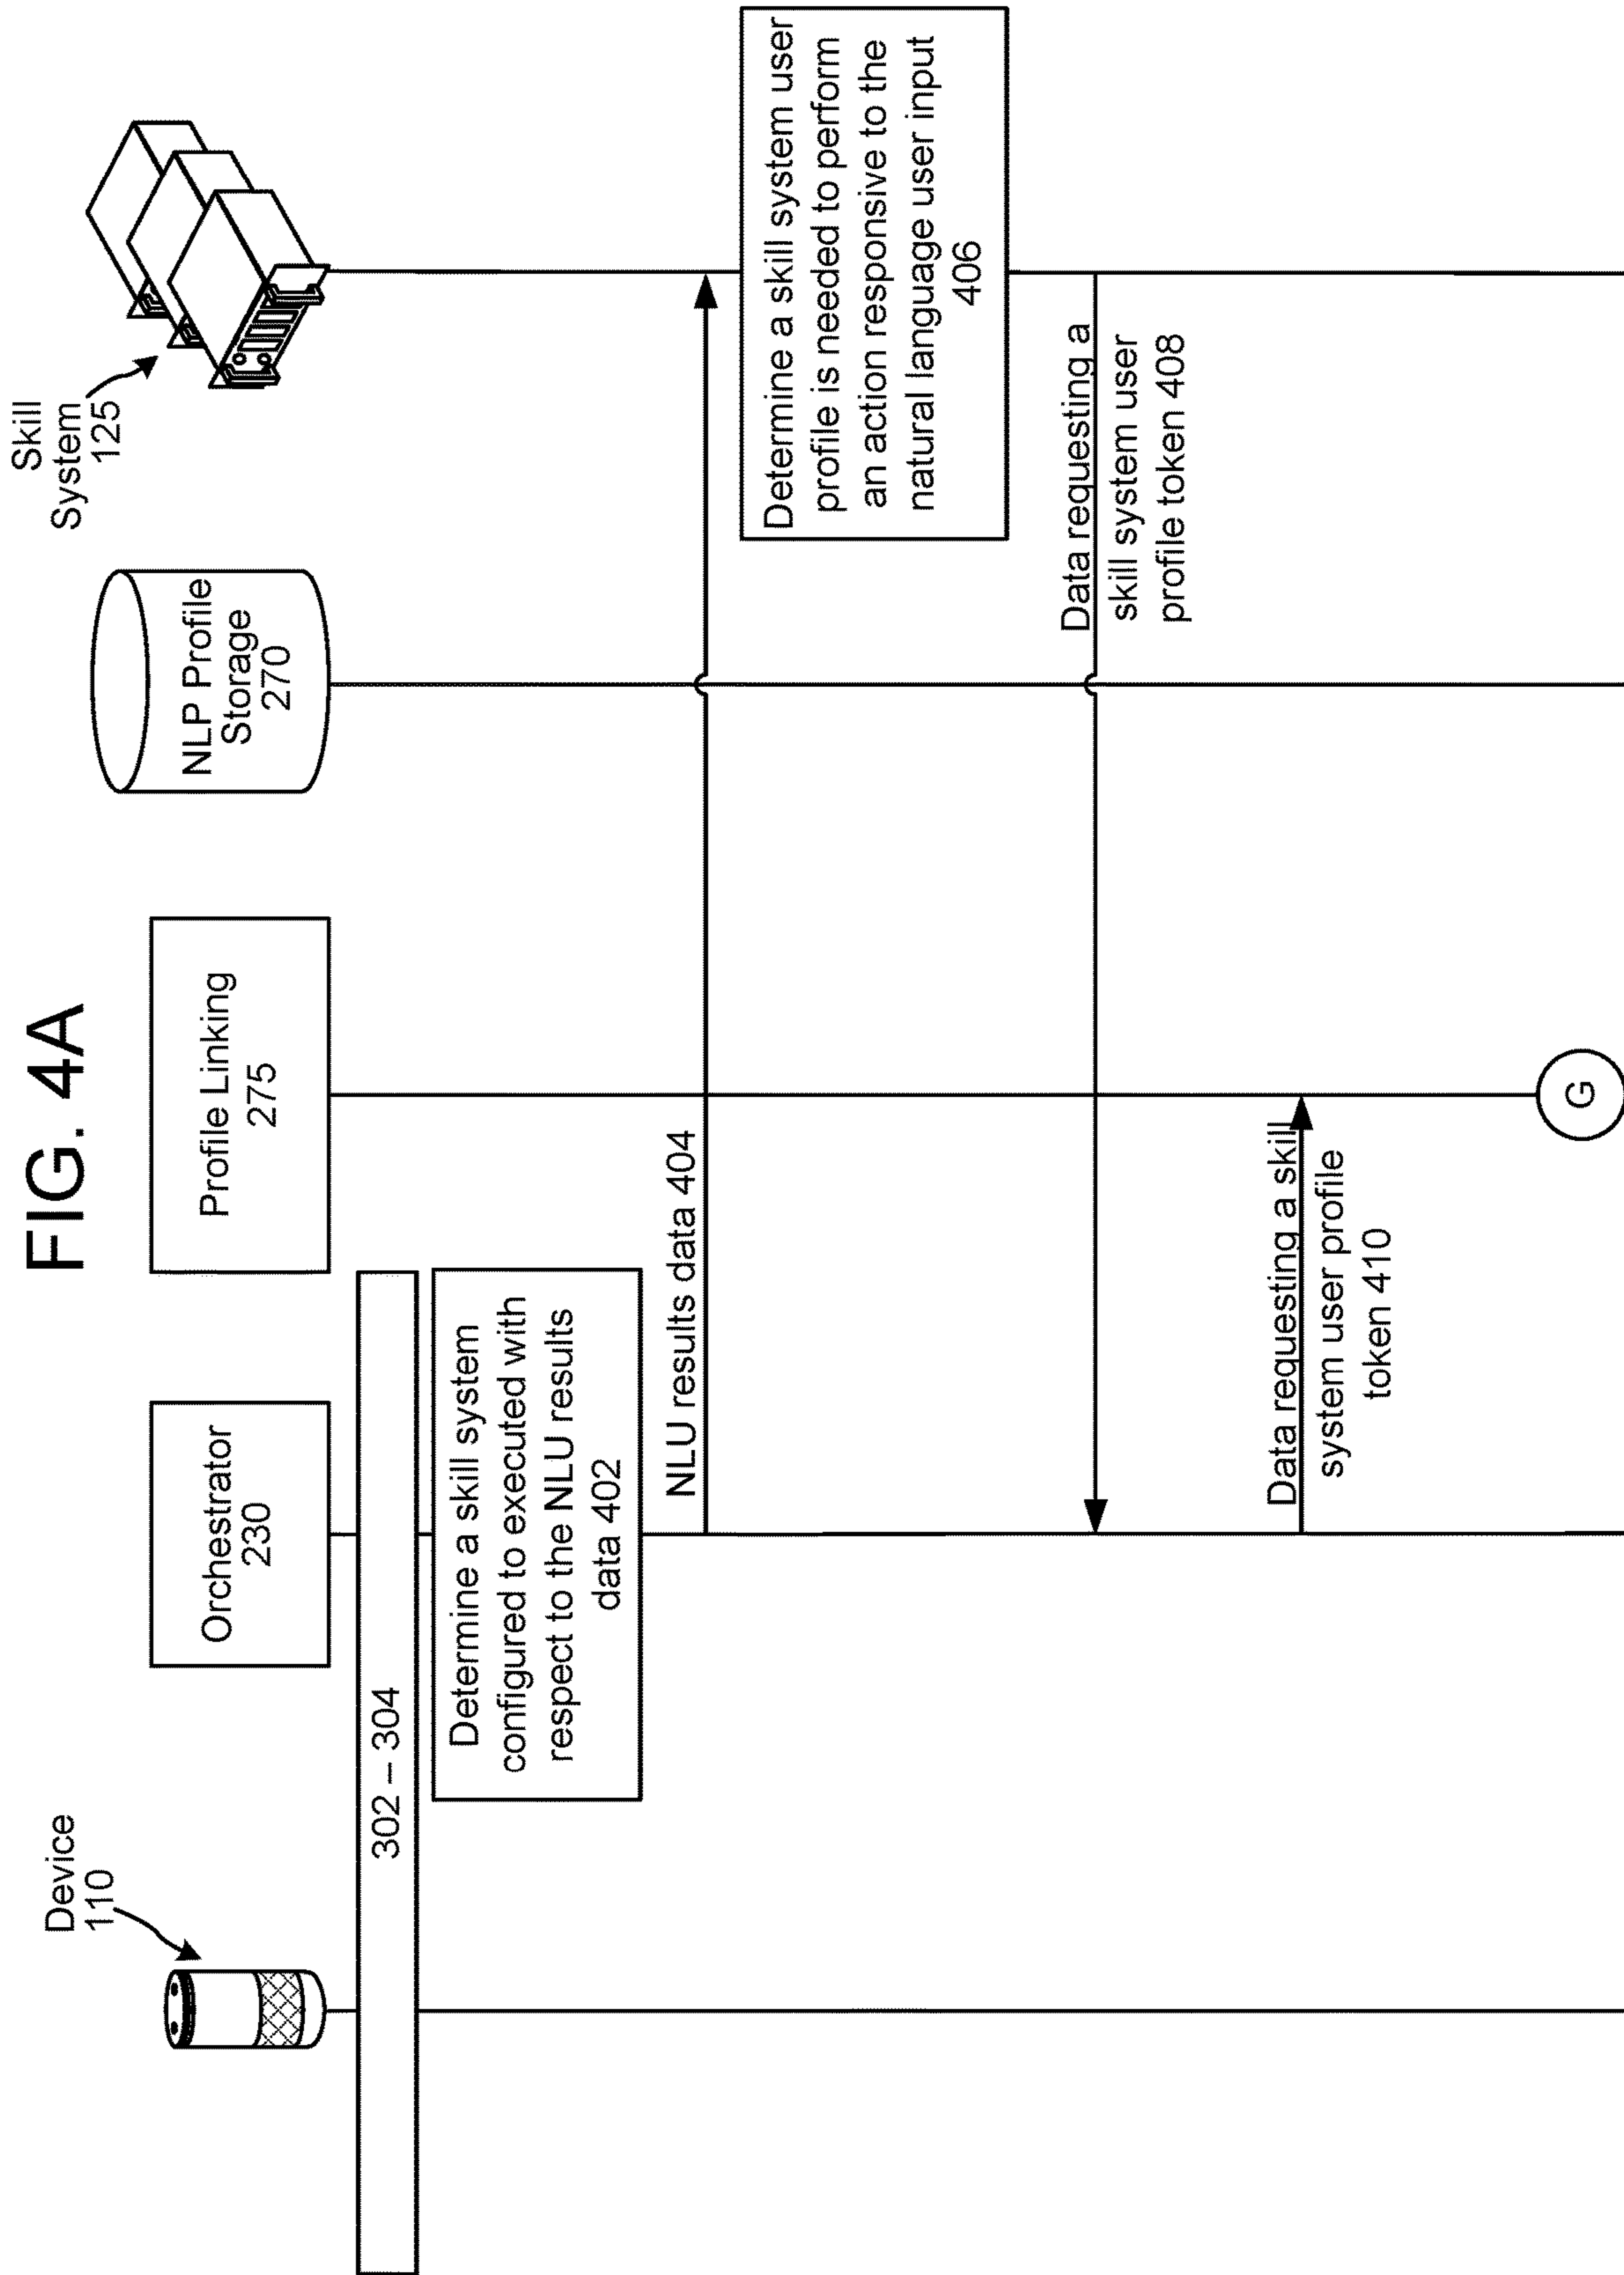 FIG. 4A
Device
110
Orchestrator
230
Profile Linking
275
NLP Profile
Storage
270
Skill
System
125
302 – 304
Determine a skill system
configured to executed with
respect to the NLU results
data 402
NLU results data 404
Determine a skill system user
profile is needed to perform
an action responsive to the
natural language user input
406
Data requesting a
skill system user
profile token 408
Data requesting a skill
system user profile
token 410
G